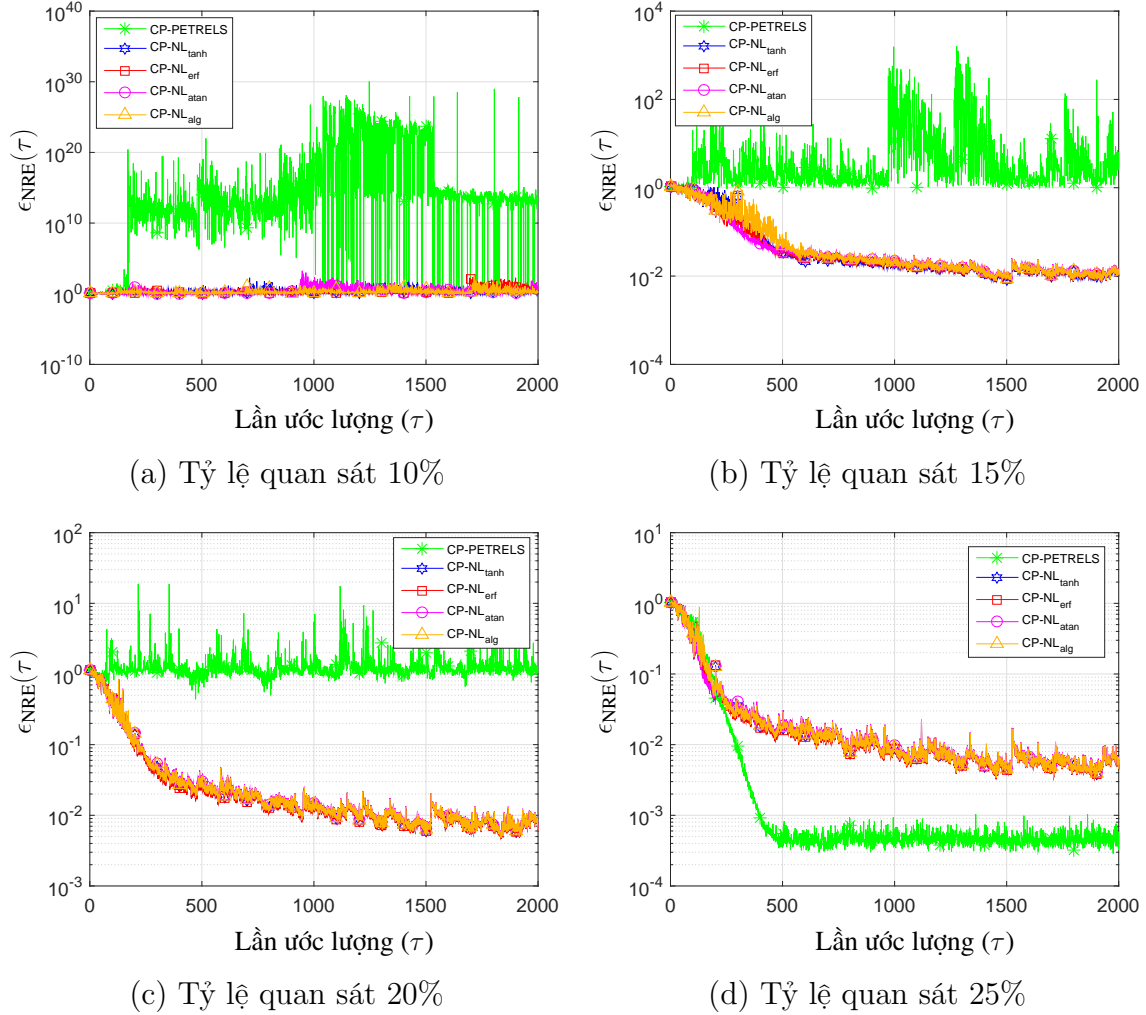 10^40
10^30
10^20
10^10
10^0
10^-10
ϵNRE(τ)
CP-PETRELS
CP-NLtanh
CP-NLerf
CP-NLatan
CP-NLalg
0 500 1000 1500 2000
Lần ước lượng (τ)
(a) Tỷ lệ quan sát 10%
10^4
10^2
10^0
10^-2
10^-4
ϵNRE(τ)
CP-PETRELS
CP-NLtanh
CP-NLerf
CP-NLatan
CP-NLalg
0 500 1000 1500 2000
Lần ước lượng (τ)
(b) Tỷ lệ quan sát 15%
10^2
10^1
10^0
10^-1
10^-2
10^-3
ϵNRE(τ)
CP-PETRELS
CP-NLtanh
CP-NLerf
CP-NLatan
CP-NLalg
0 500 1000 1500 2000
Lần ước lượng (τ)
(c) Tỷ lệ quan sát 20%
10^1
10^0
10^-1
10^-2
10^-3
10^-4
ϵNRE(τ)
CP-PETRELS
CP-NLtanh
CP-NLerf
CP-NLatan
CP-NLalg
0 500 1000 1500 2000
Lần ước lượng (τ)
(d) Tỷ lệ quan sát 25%